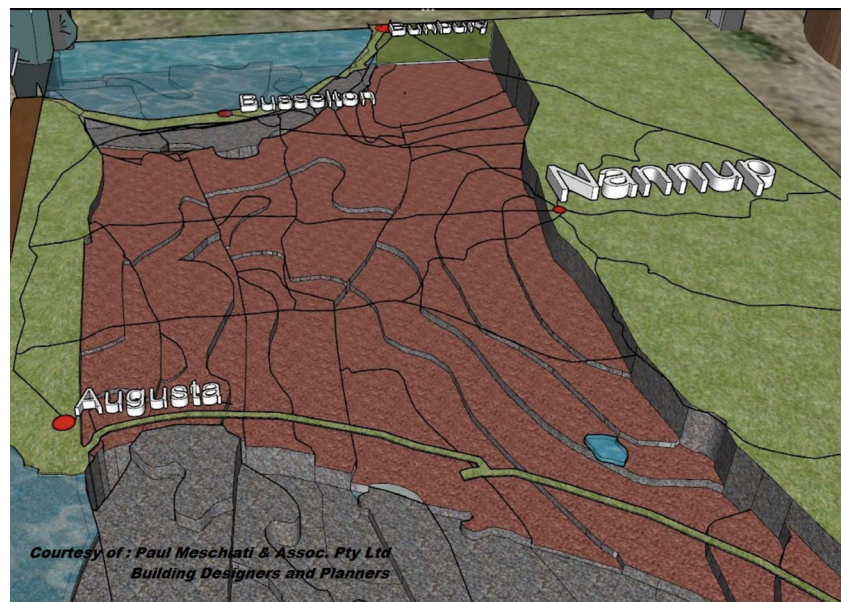 Bunbury
Busselton
Nannup
Augusta
Courtesy of : Paul Meschiati & Assoc. Pty Ltd
Building Designers and Planners